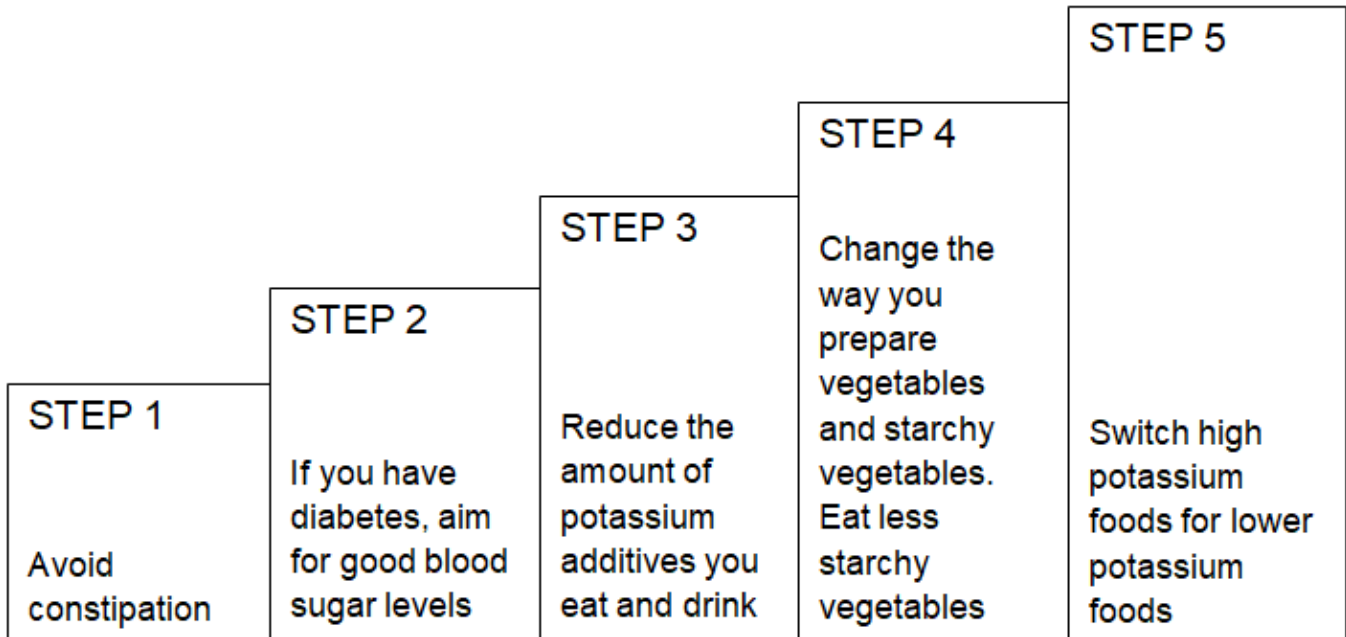 STEP 1
Avoid
constipation
STEP 2
If you have
diabetes, aim
for good blood
sugar levels
STEP 3
Reduce the
amount of
potassium
additives you
eat and drink
STEP 4
Change the
way you
prepare
vegetables
and starchy
vegetables.
Eat less
starchy
vegetables
STEP 5
Switch high
potassium
foods for lower
potassium
foods